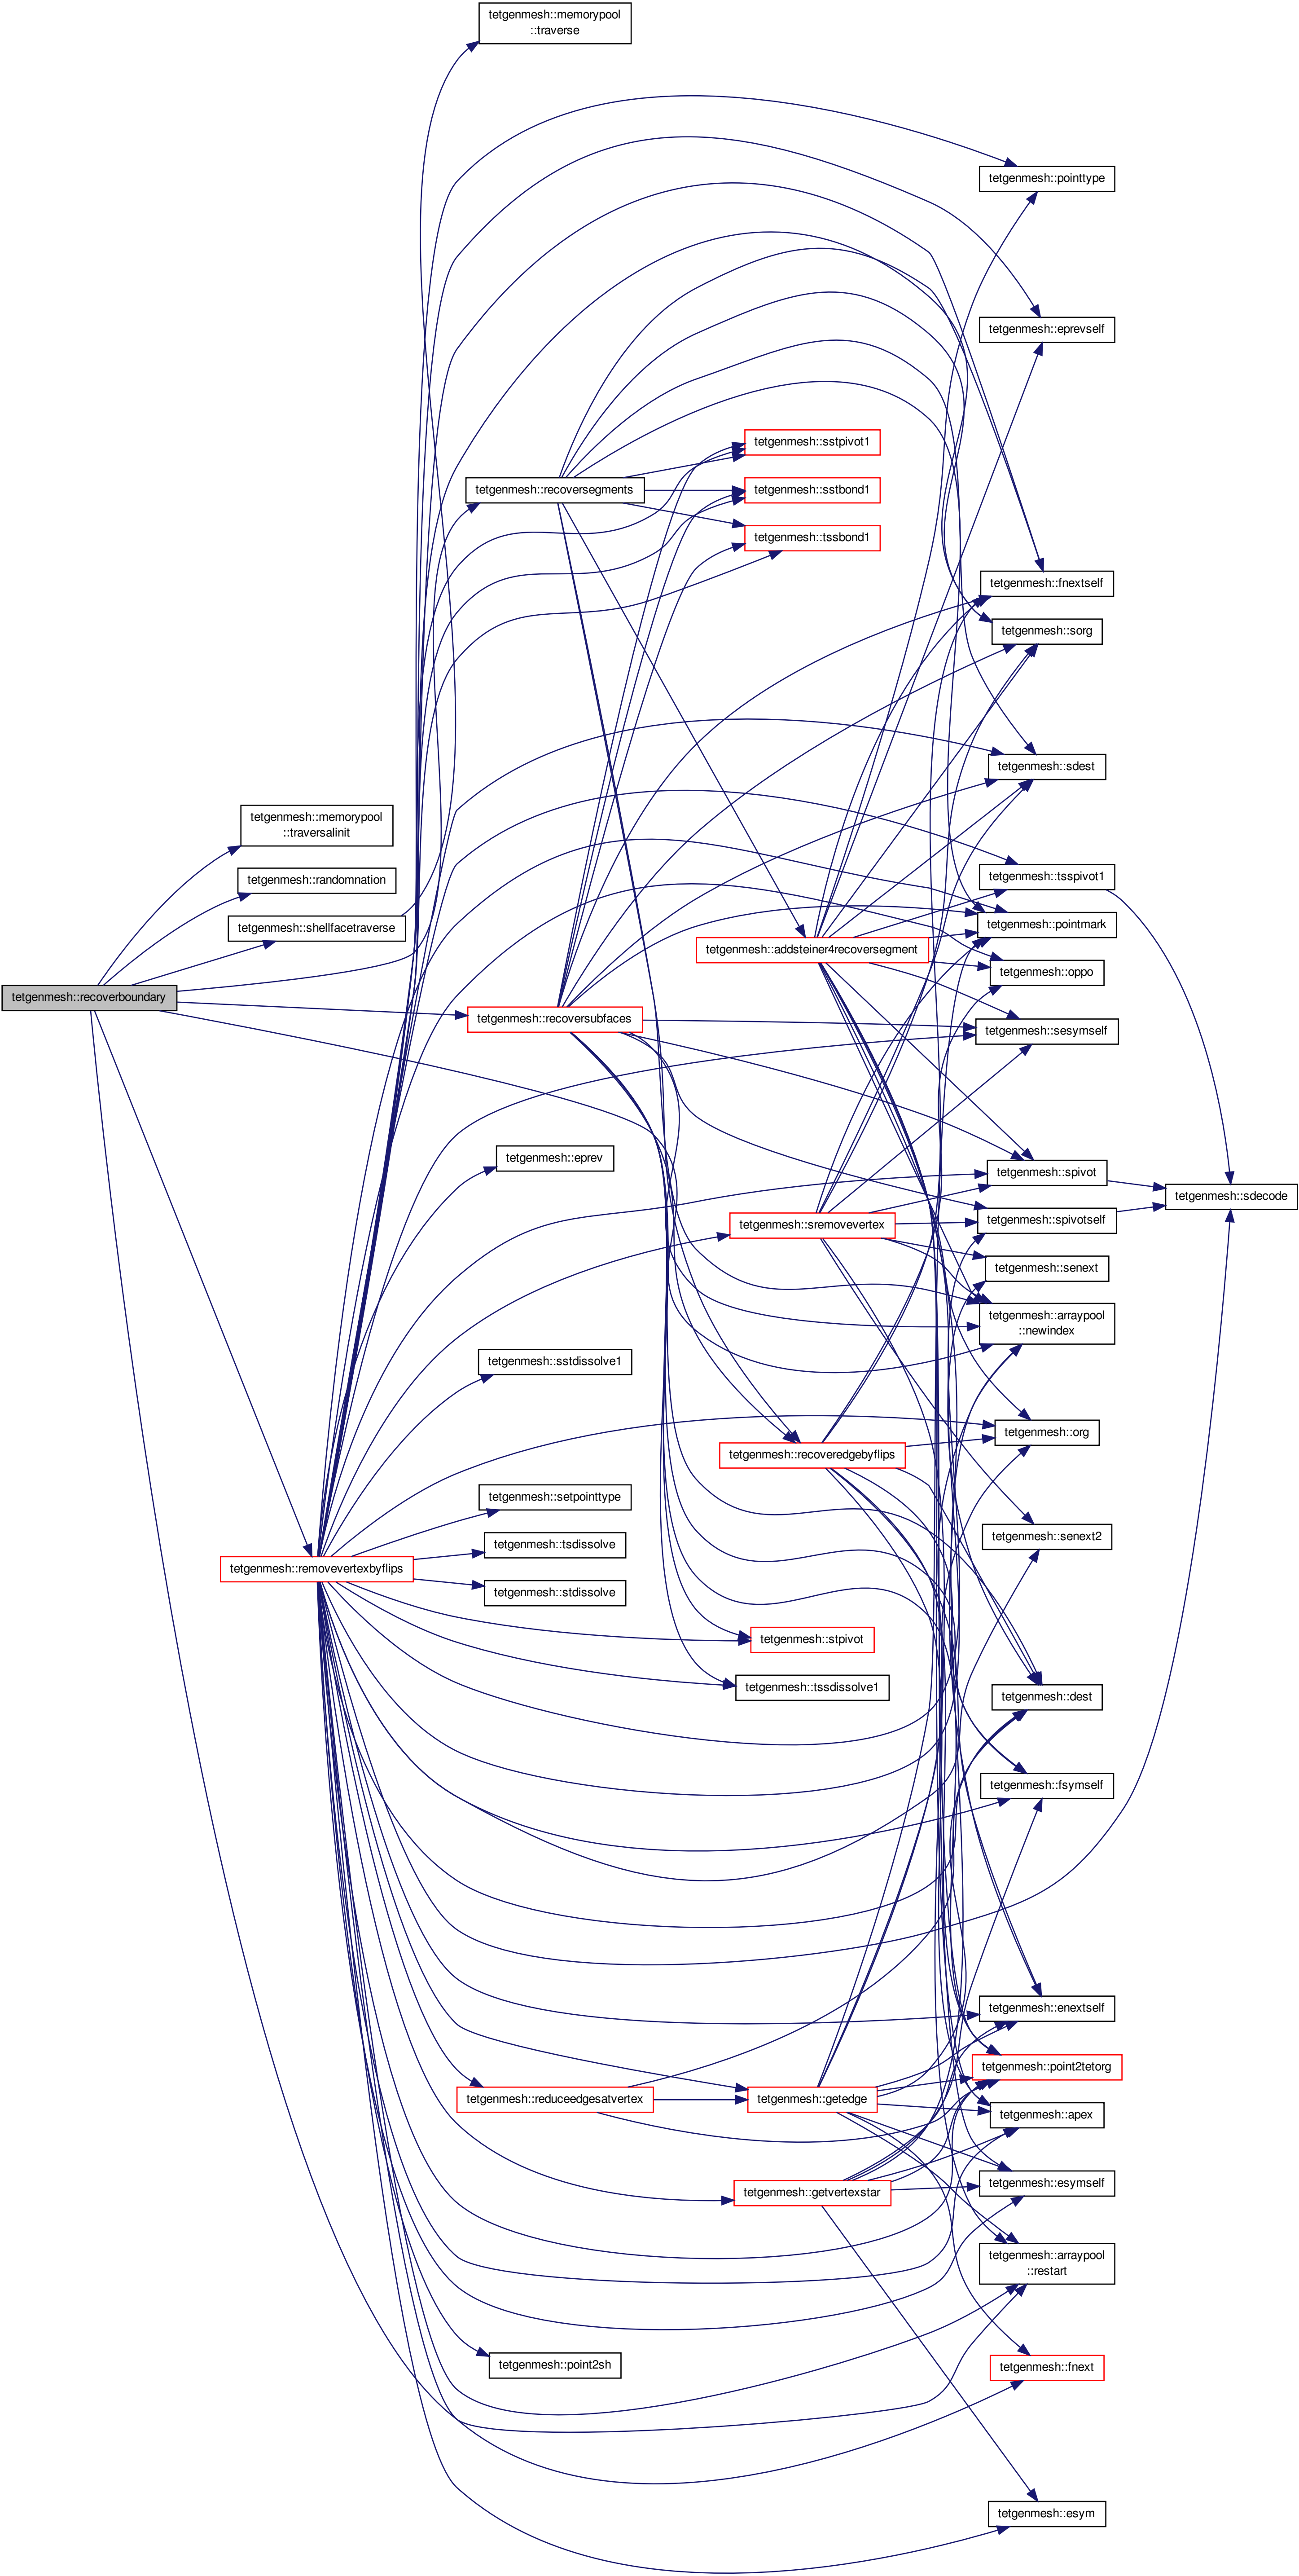 tetgenmesh::memorypool
::traverse
tetgenmesh::pointtype
tetgenmesh::eprevself
tetgenmesh::sstpivot1
tetgenmesh::recoversegments
tetgenmesh::sstbond1
tetgenmesh::tssbond1
tetgenmesh::fnextself
tetgenmesh::sorg
tetgenmesh::sdest
tetgenmesh::memorypool
::traversalinit
tetgenmesh::randomnation
tetgenmesh::tsspivot1
tetgenmesh::shellfacetraverse
tetgenmesh::pointmark
tetgenmesh::addsteiner4recoversegment
tetgenmesh::oppo
tetgenmesh::recoverboundary
tetgenmesh::recoversubfaces
tetgenmesh::sesymself
tetgenmesh::eprev
tetgenmesh::spivot
tetgenmesh::sdecode
tetgenmesh::sremovevertex
tetgenmesh::spivotself
tetgenmesh::senext
tetgenmesh::arraypool
::newindex
tetgenmesh::sstdissolve1
tetgenmesh::org
tetgenmesh::recoveredgebyflips
tetgenmesh::setpointtype
tetgenmesh::senext2
tetgenmesh::tsdissolve
tetgenmesh::removevertexbyflips
tetgenmesh::stdissolve
tetgenmesh::stpivot
tetgenmesh::tssdissolve1
tetgenmesh::dest
tetgenmesh::fsymself
tetgenmesh::enextself
tetgenmesh::point2tetorg
tetgenmesh::reduceedgesatvertex
tetgenmesh::getedge
tetgenmesh::apex
tetgenmesh::esymself
tetgenmesh::getvertexstar
tetgenmesh::arraypool
::restart
tetgenmesh::point2sh
tetgenmesh::fnext
tetgenmesh::esym